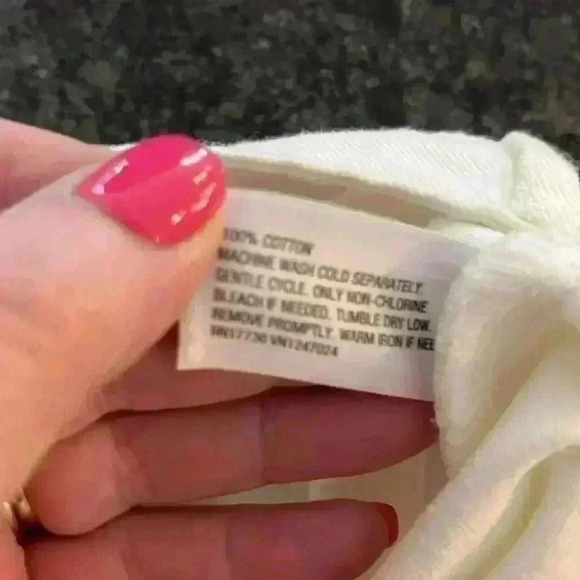 100% COTTON
MACHINE WASH COLD SEPARATELY.
GENTLE CYCLE. ONLY NON-CHLORINE
BLEACH IF NEEDED. TUMBLE DRY LOW.
REMOVE PROMPTLY. WARM IRON IF NEE
RN17730 VN1247024